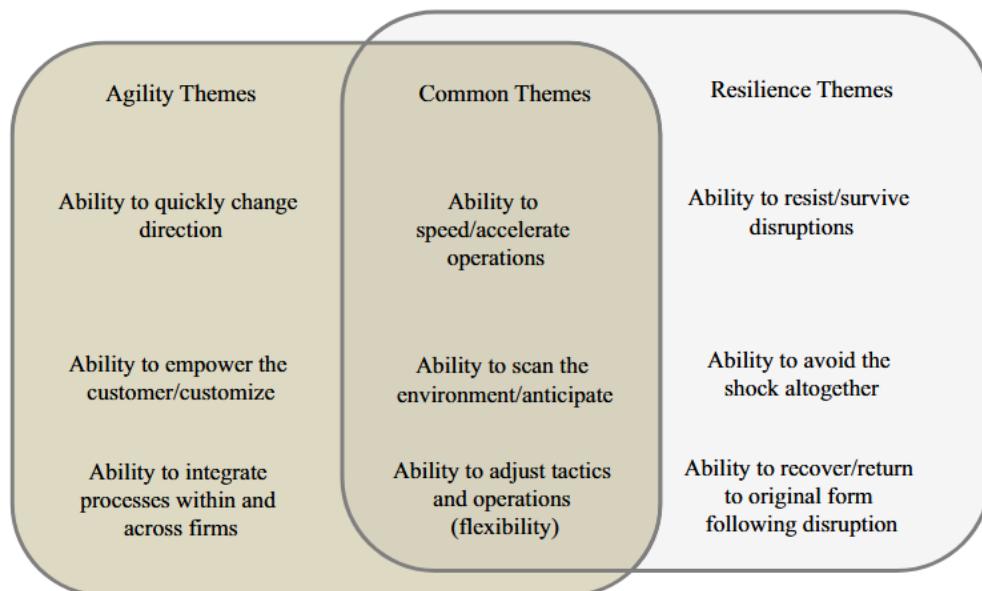 Agility Themes
Ability to quickly change
direction
Ability to empower the
customer/customize
Ability to integrate
processes within and
across firms
Common Themes
Ability to
speed/accelerate
operations
Ability to scan the
environment/anticipate
Ability to adjust tactics
and operations
(flexibility)
Resilience Themes
Ability to resist/survive
disruptions
Ability to avoid the
shock altogether
Ability to recover/return
to original form
following disruption